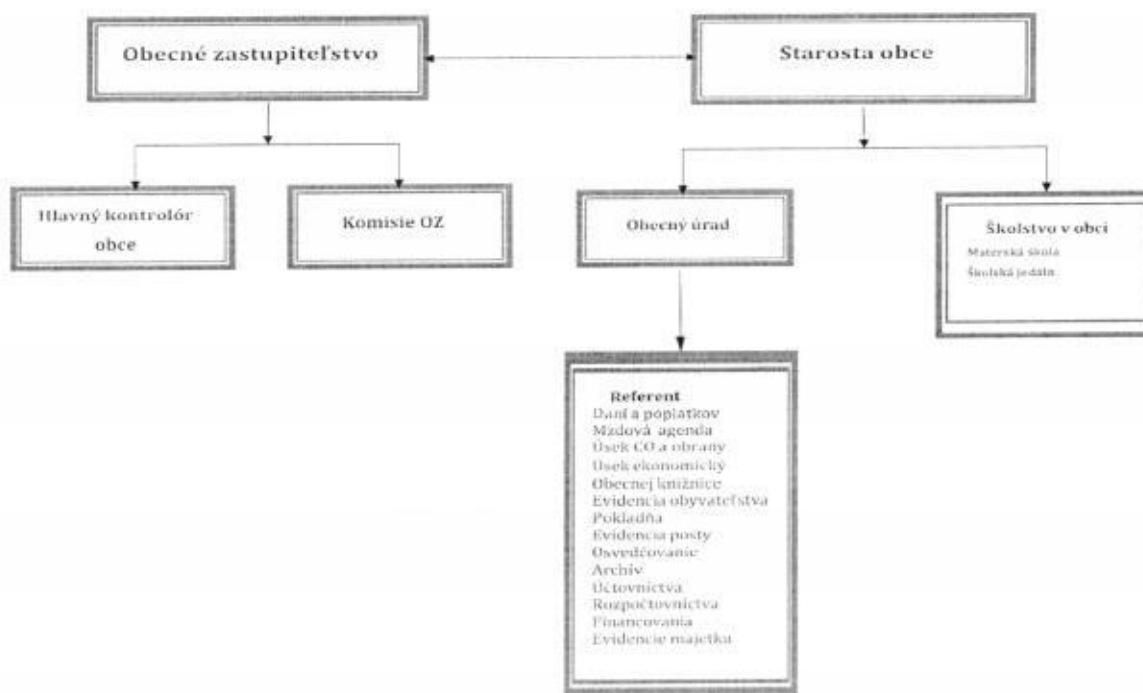 Obecné zastupiteľstvo
Starosta obce
Hlavný kontrolór
obce
Komisie OZ
Obecný úrad
Školstvo v obci
Materská škola
Školská jedáln
Referent
Daní a poplatkov
Mzdová agenda
Úsek CO a obrany
Úsek ekonomický
Obecnej knižnice
Evidencia obyvateľstva
Pokladňa
Evidencia posty
Osvedčovanie
Archív
Účtovníctva
Rozpočtovníctva
Financovania
Evidencie majetku